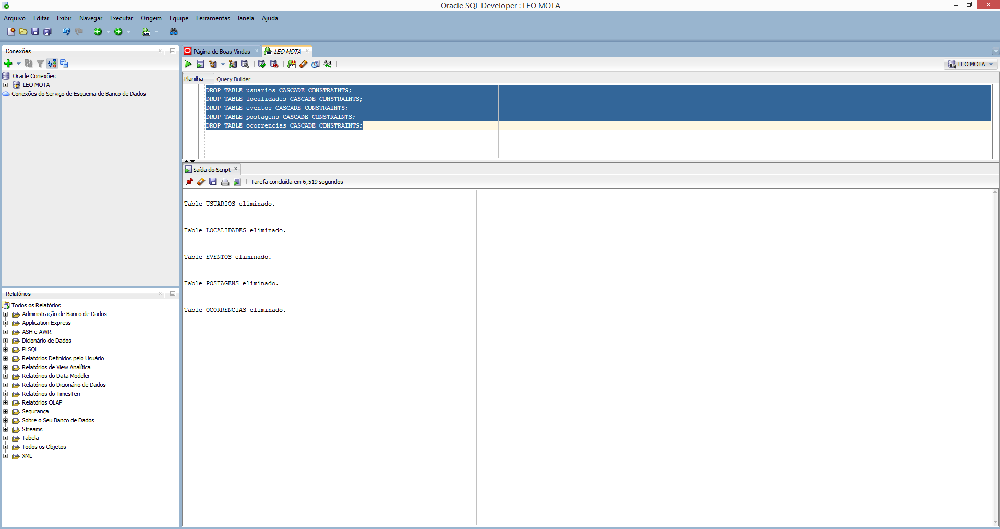 Oracle SQL Developer : LEO MOTA
Arquivo Editar Exibir Navegar Executar Origem Equipe Ferramentas Janela Ajuda
Conexões
Oracle Conexões
LEO MOTA
Conexões do Serviço de Esquema de Banco de Dados
Relatórios
Todos os Relatórios
Administração de Banco de Dados
Application Express
ASH e AWR
Dicionário de Dados
PLSQL
Relatórios Definidos pelo Usuário
Relatórios de View Analítica
Relatórios do Data Modeler
Relatórios do Dicionário de Dados
Relatórios do TimesTen
Relatórios OLAP
Segurança
Sobre o Seu Banco de Dados
Streams
Tabela
Todos os Objetos
XML
Página de Boas-Vindas LEO MOTA
LEO MOTA
Planilha Query Builder
DROP TABLE usuarios CASCADE CONSTRAINTS;
DROP TABLE localidades CASCADE CONSTRAINTS;
DROP TABLE eventos CASCADE CONSTRAINTS;
DROP TABLE postagens CASCADE CONSTRAINTS;
DROP TABLE ocorrencias CASCADE CONSTRAINTS;
Saída do Script
Tarefa concluída em 6,519 segundos
Table USUARIOS eliminado.
Table LOCALIDADES eliminado.
Table EVENTOS eliminado.
Table POSTAGENS eliminado.
Table OCORRENCIAS eliminado.